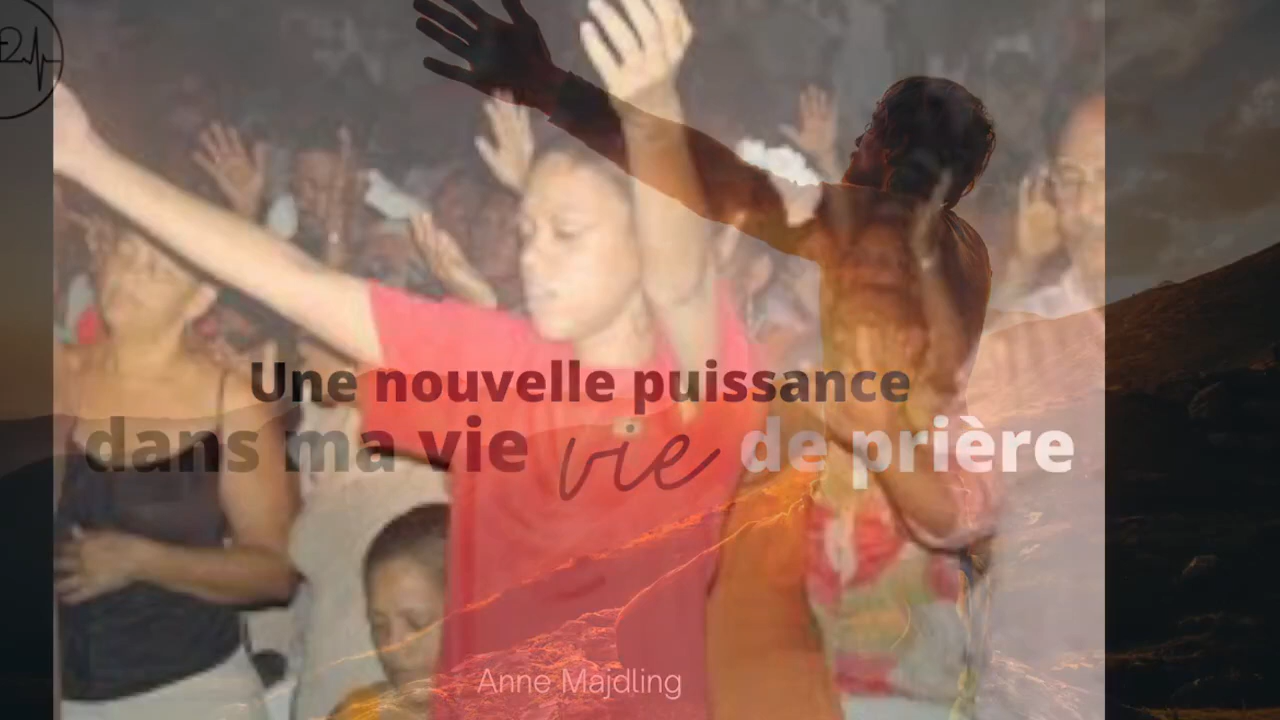 Une nouvelle puissance
dans ma vie vie de prière
Anne Majdling